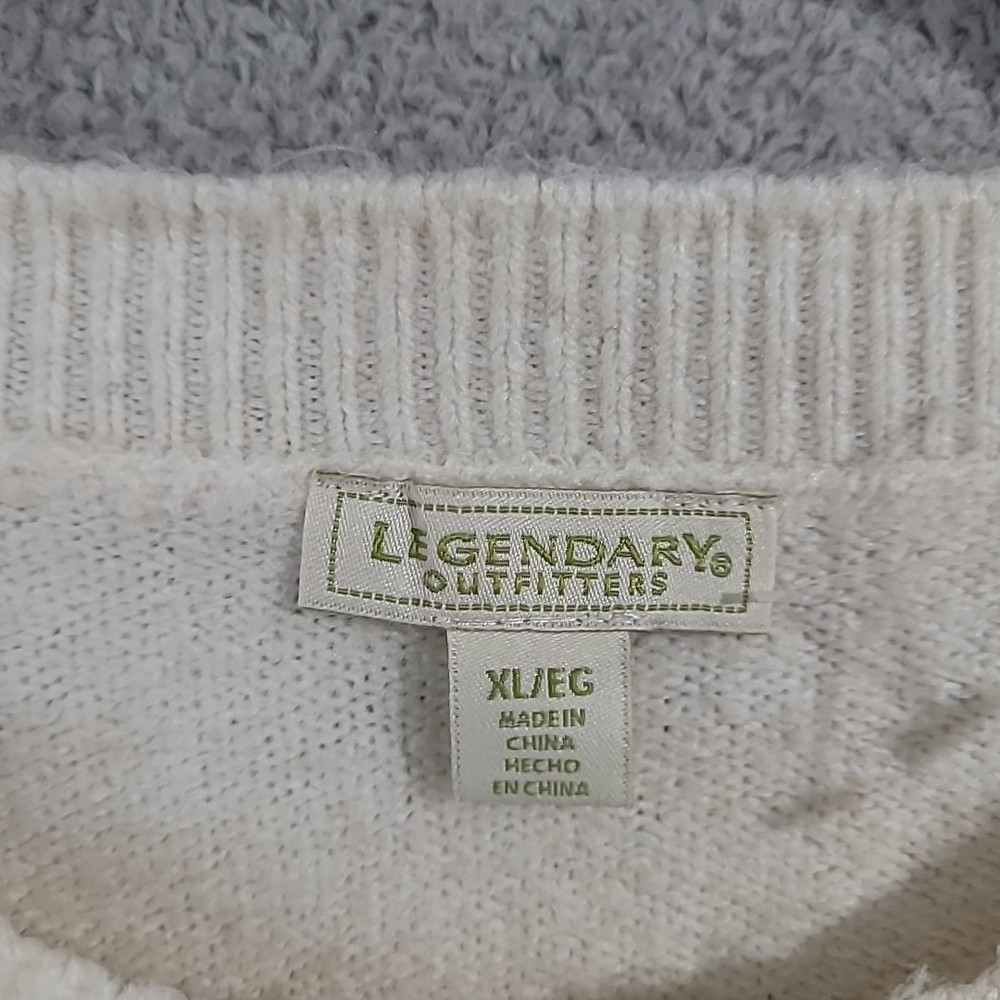 LEGENDARY®
OUTFITTERS
XL/EG
MADE IN
CHINA
HECHO
EN CHINA